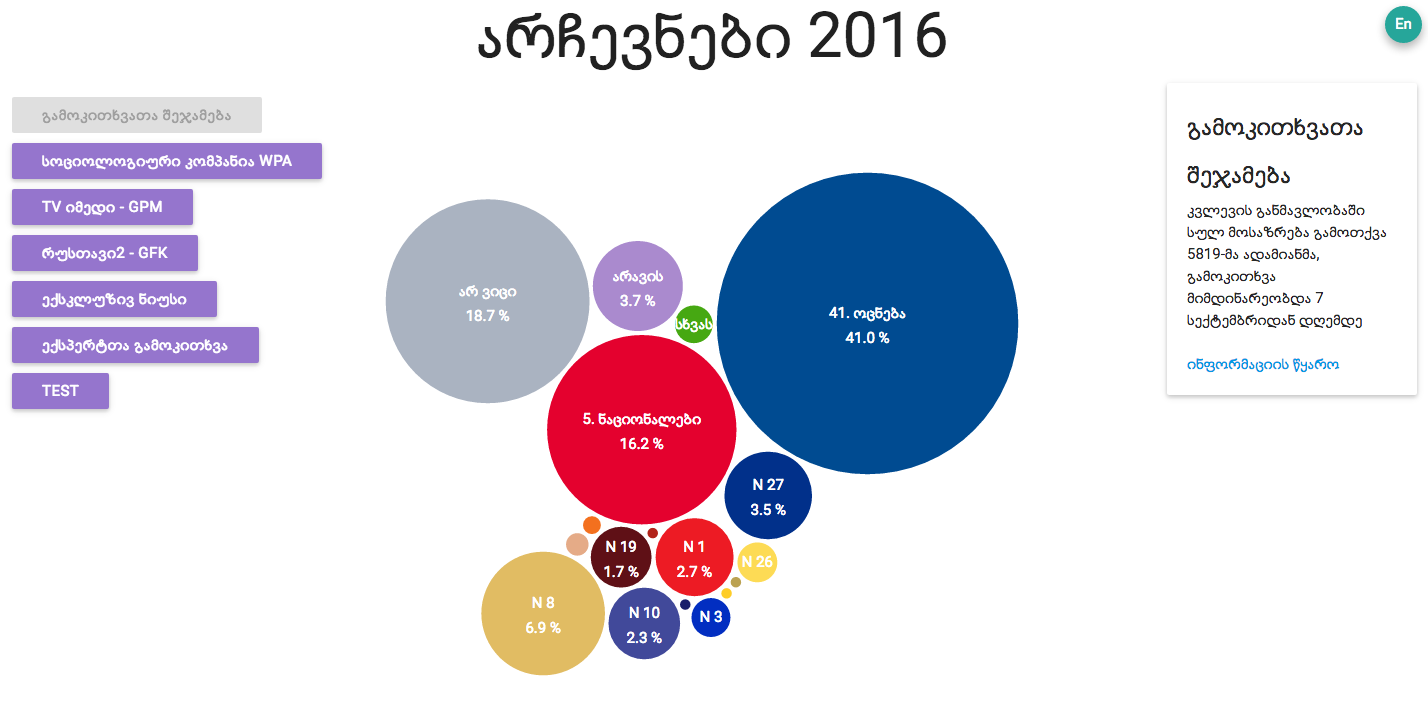 არჩევნები 2016
En
გამოკითხვათა შეჯამება
სოციოლოგიური კომპანია WPA
TV იმედი - GPM
რუსთავი2 - GFK
ექსკლუზივ ნიუსი
ექსპერტთა გამოკითხვა
TEST
არ ვიცი
18.7 %
არავის
3.7 %
სხვას
41. ოცნება
41.0 %
5. ნაციონალები
16.2 %
N 27
3.5 %
N 19
1.7 %
N 1
2.7 %
N 26
N 8
6.9 %
N 10
2.3 %
N 3
გამოკითხვათა
შეჯამება
კვლევის განმავლობაში
სულ მოსაზრება გამოთქვა
5819-მა ადამიანმა,
გამოკითხვა
მიმდინარეობდა 7
სექტემბრიდან დღემდე
ინფორმაციის წყარო